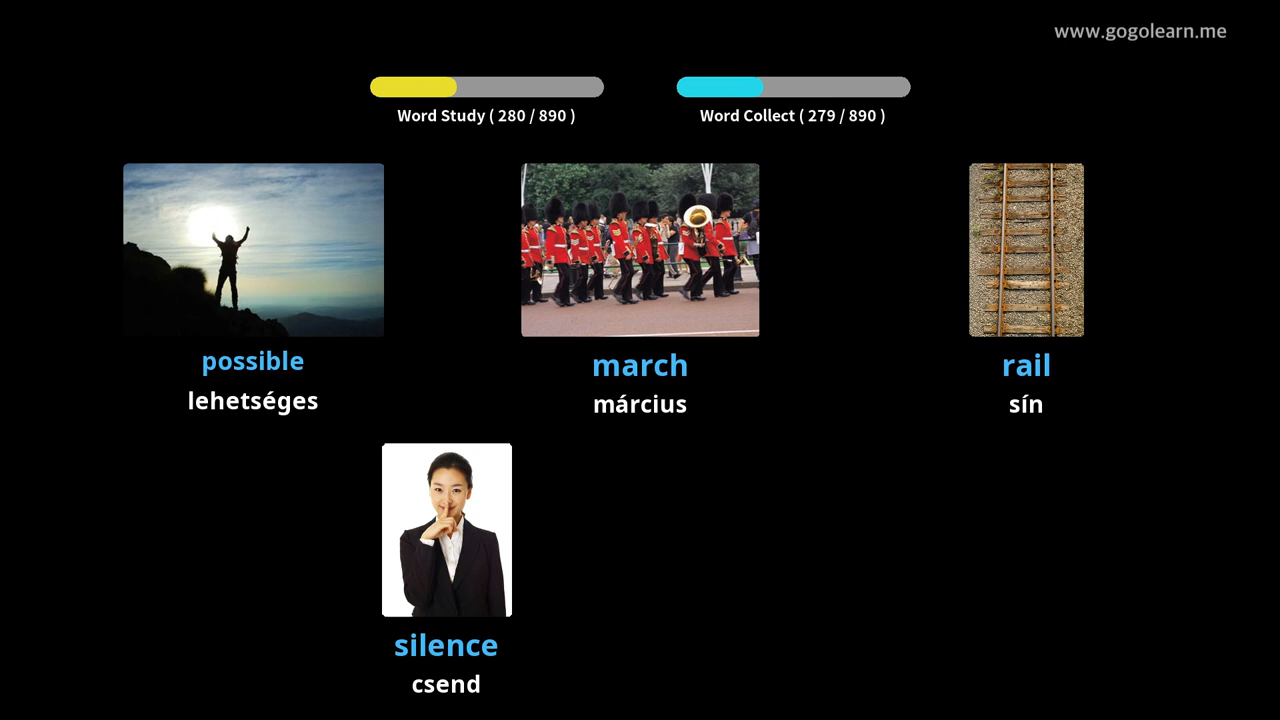 www.gogolearn.me
Word Study ( 280 / 890 )
Word Collect ( 279 / 890 )
possible
lehetséges
march
március
rail
sín
silence
csend